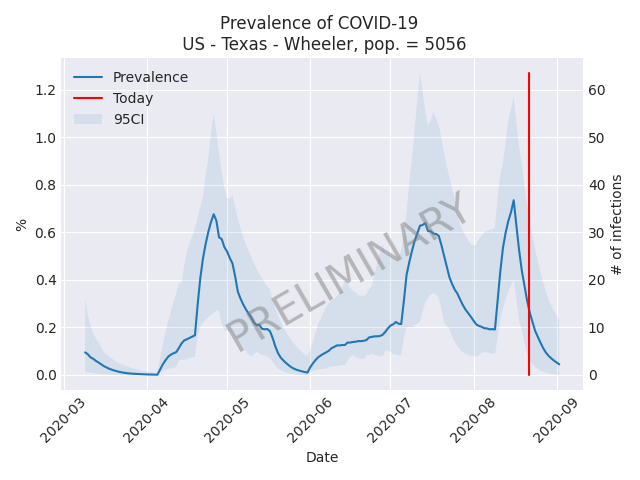 Prevalence of COVID-19
US - Texas - Wheeler, pop. = 5056
Prevalence
Today
95CI
PRELIMINARY
%
1.2
1.0
0.8
0.6
0.4
0.2
0.0
# of infections
60
50
40
30
20
10
0
2020-03
2020-04
2020-05
2020-06
2020-07
2020-08
2020-09
Date